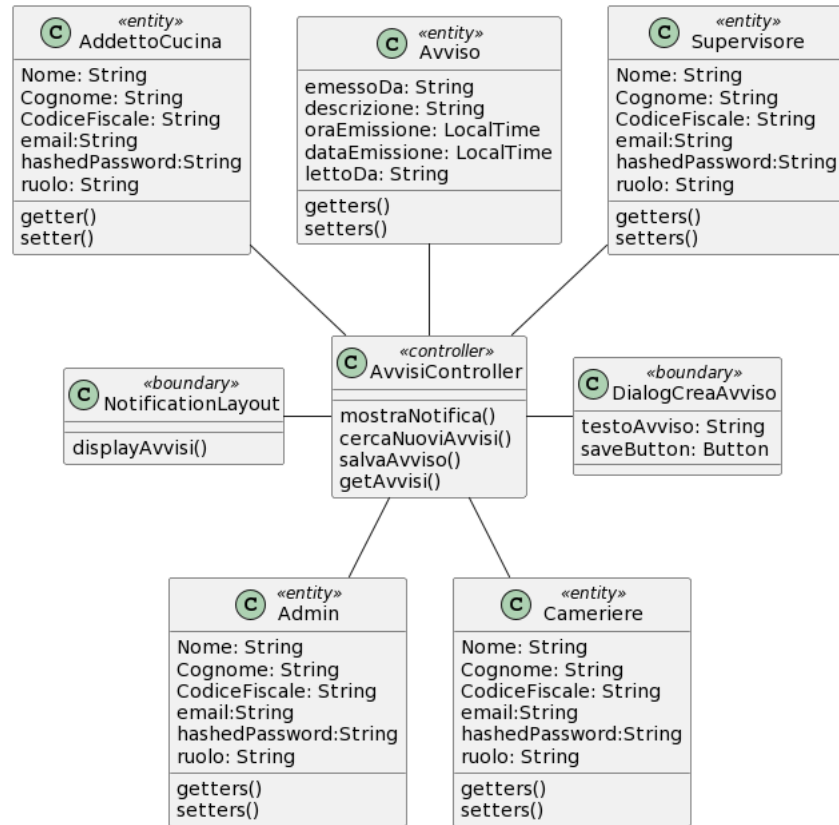 C
«entity»
AddettoCucina
Nome: String
Cognome: String
CodiceFiscale: String
email:String
hashedPassword:String
ruolo: String
getter()
setter()
C
«entity»
Avviso
emessoDa: String
descrizione: String
oraEmissione: LocalTime
dataEmissione: LocalTime
lettoDa: String
getters()
setters()
C
«entity»
Supervisore
Nome: String
Cognome: String
CodiceFiscale: String
email:String
hashedPassword:String
ruolo: String
getters()
setters()
C
«boundary»
NotificationLayout
displayAvvisi()
C
«controller»
AvvisiController
mostraNotifica()
cercaNuoviAvvisi()
salvaAvviso()
getAvvisi()
C
«boundary»
DialogCreaAvviso
testoAvviso: String
saveButton: Button
C
«entity»
Admin
Nome: String
Cognome: String
CodiceFiscale: String
email:String
hashedPassword:String
ruolo: String
getters()
setters()
C
«entity»
Cameriere
Nome: String
Cognome: String
CodiceFiscale: String
email:String
hashedPassword:String
ruolo: String
getters()
setters()